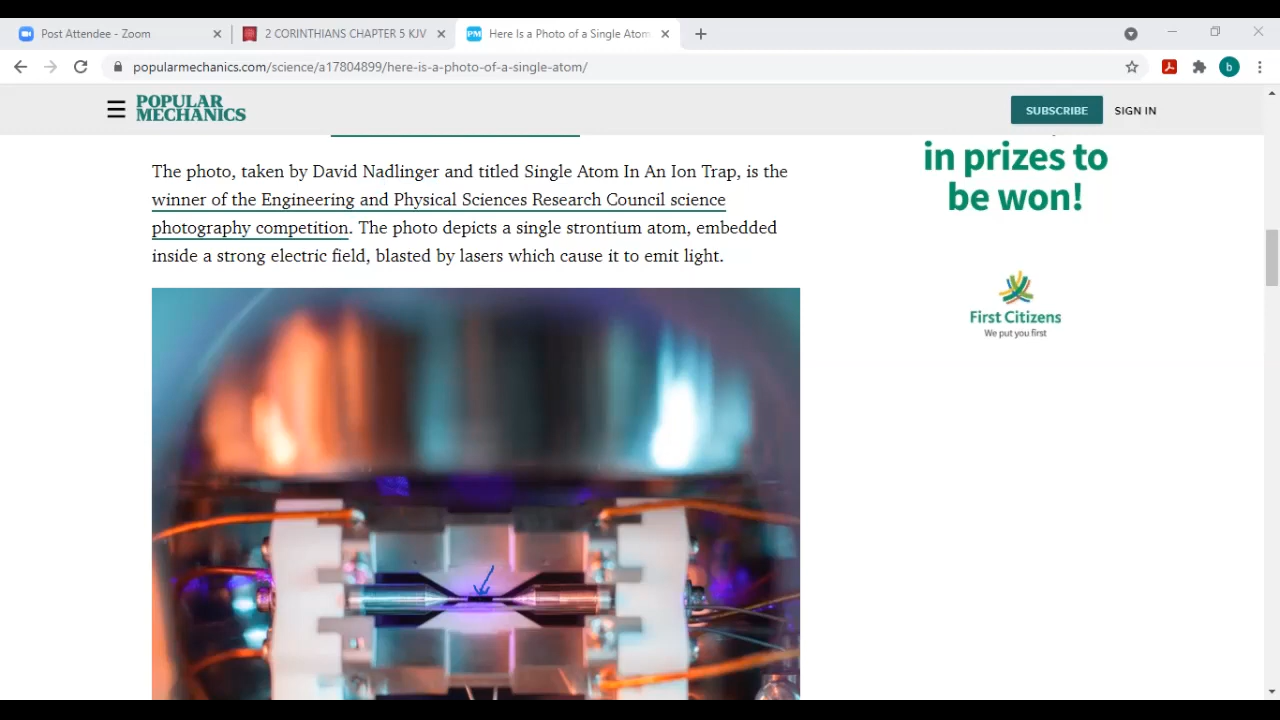 Post Attendee - Zoom
2 CORINTHIANS CHAPTER 5 KJV
PM
Here Is a Photo of a Single Atom
popularmechanics.com/science/a17804899/here-is-a-photo-of-a-single-atom/
b
POPULAR
MECHANICS
SUBSCRIBE
SIGN IN
The photo, taken by David Nadlinger and titled Single Atom In An Ion Trap, is the
winner of the Engineering and Physical Sciences Research Council science
photography competition. The photo depicts a single strontium atom, embedded
inside a strong electric field, blasted by lasers which cause it to emit light.
in prizes to
be won!
First Citizens
We put you first